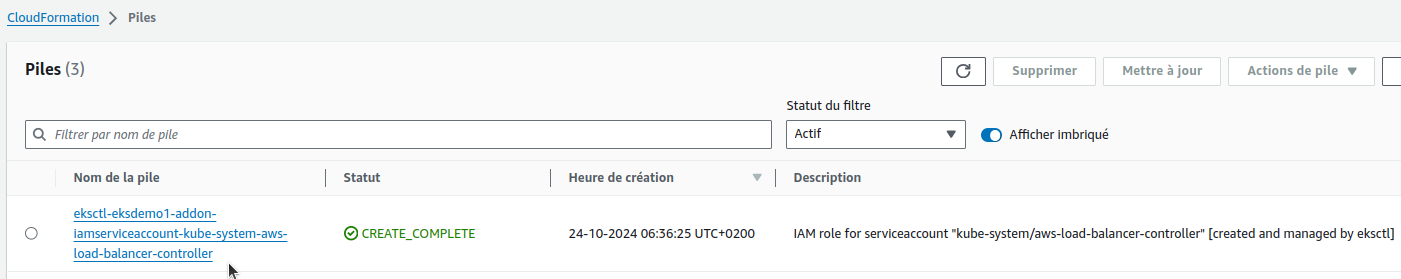 CloudFormation > Piles
Piles (3)
Supprimer
Mettre à jour
Actions de pile
Statut du filtre
Filtrer par nom de pile
Actif
Afficher imbriqué
Nom de la pile
Statut
Heure de création
Description
eksctl-eksdemo1-addon-
iamserviceaccount-kube-system-aws-
load-balancer-controller
CREATE_COMPLETE
24-10-2024 06:36:25 UTC+0200
IAM role for serviceaccount "kube-system/aws-load-balancer-controller" [created and managed by eksctl]